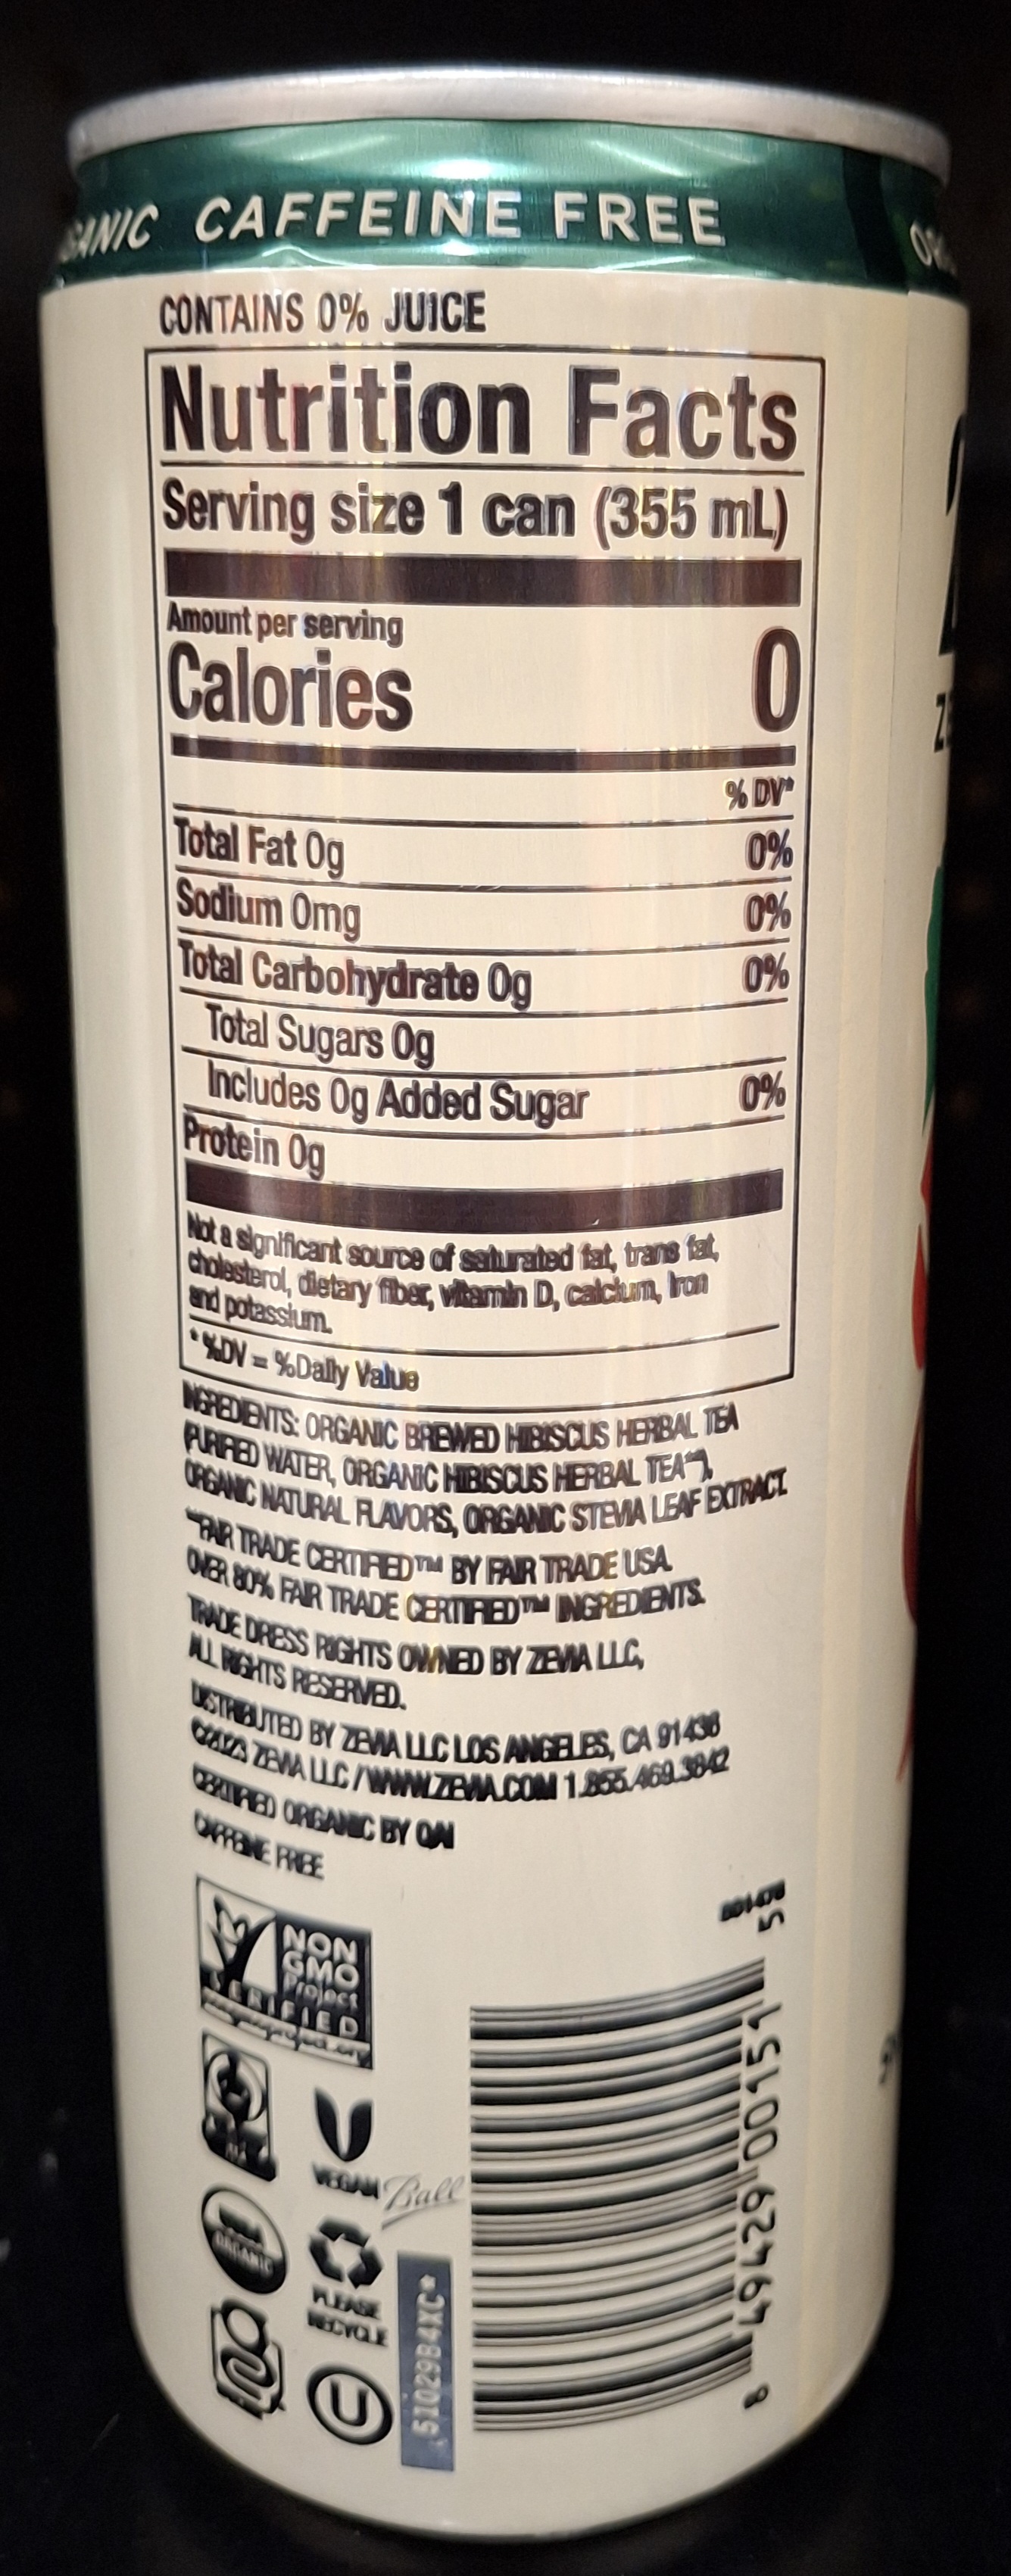 CAFFEINE FREE
CONTAINS 0% JUICE
Nutrition Facts
Serving size 1 can (355 mL)
Amount per serving
Calories 0
% DV*
Total Fat 0g 0%
Sodium 0mg 0%
Total Carbohydrate 0g 0%
Total Sugars 0g
Includes 0g Added Sugar 0%
Protein 0g
Not a significant source of saturated fat, trans fat,
cholesterol, dietary fiber, vitamin D, calcium, iron
and potassium.
* %DV = %Daily Value
INGREDIENTS: ORGANIC BREWED HIBISCUS HERBAL TEA
(PURIFIED WATER, ORGANIC HIBISCUS HERBAL TEA**),
ORGANIC NATURAL FLAVORS, ORGANIC STEVIA LEAF EXTRACT.
**FAIR TRADE CERTIFIED™ BY FAIR TRADE USA.
OVER 80% FAIR TRADE CERTIFIED™ INGREDIENTS.
TRADE DRESS RIGHTS OWNED BY ZEVIA LLC,
ALL RIGHTS RESERVED.
DISTRIBUTED BY ZEVIA LLC LOS ANGELES, CA 91436
©2023 ZEVIA LLC / WWW.ZEVIA.COM 1.855.469.3842
CERTIFIED ORGANIC BY QAI
CAFFEINE FREE
NON
GMO
Project
VERIFIED
nongmoproject.org
VEGAN
Ball
ORGANIC
PLEASE
RECYCLE
U
51029B4XC*
8 49429 00151 5